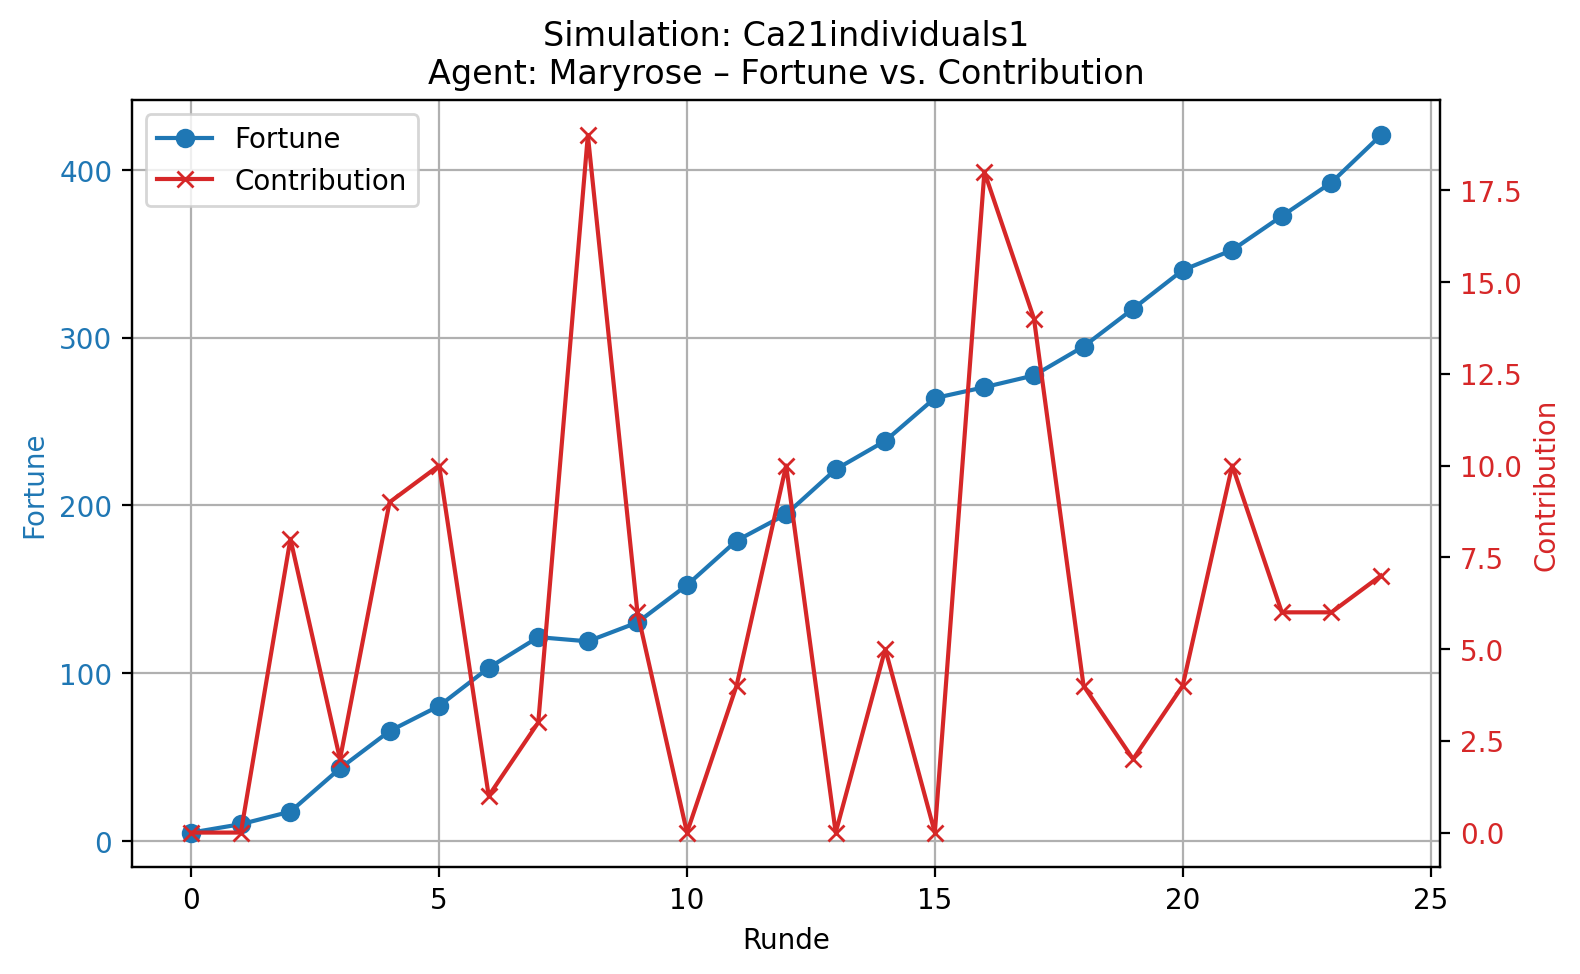 Simulation: Ca21individuals1
Agent: Maryrose – Fortune vs. Contribution
Fortune
Contribution
400
300
200
100
0
Fortune
17.5
15.0
12.5
10.0
7.5
5.0
2.5
0.0
Contribution
0 5 10 15 20 25
Runde